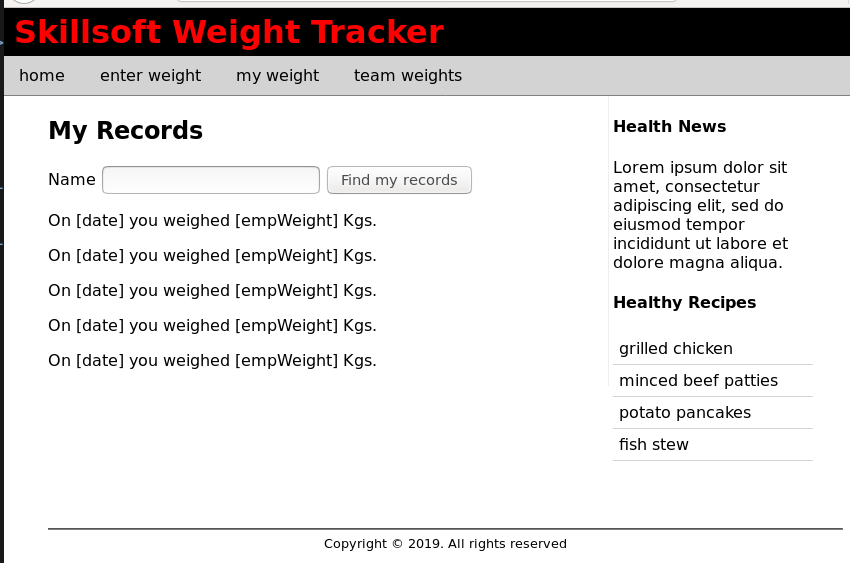 Skillsoft Weight Tracker
home enter weight my weight team weights
My Records
Name Find my records
On [date] you weighed [empWeight] Kgs.
On [date] you weighed [empWeight] Kgs.
On [date] you weighed [empWeight] Kgs.
On [date] you weighed [empWeight] Kgs.
On [date] you weighed [empWeight] Kgs.
Health News
Lorem ipsum dolor sit
amet, consectetur
adipiscing elit, sed do
eiusmod tempor
incididunt ut labore et
dolore magna aliqua.
Healthy Recipes
grilled chicken
minced beef patties
potato pancakes
fish stew
Copyright © 2019. All rights reserved